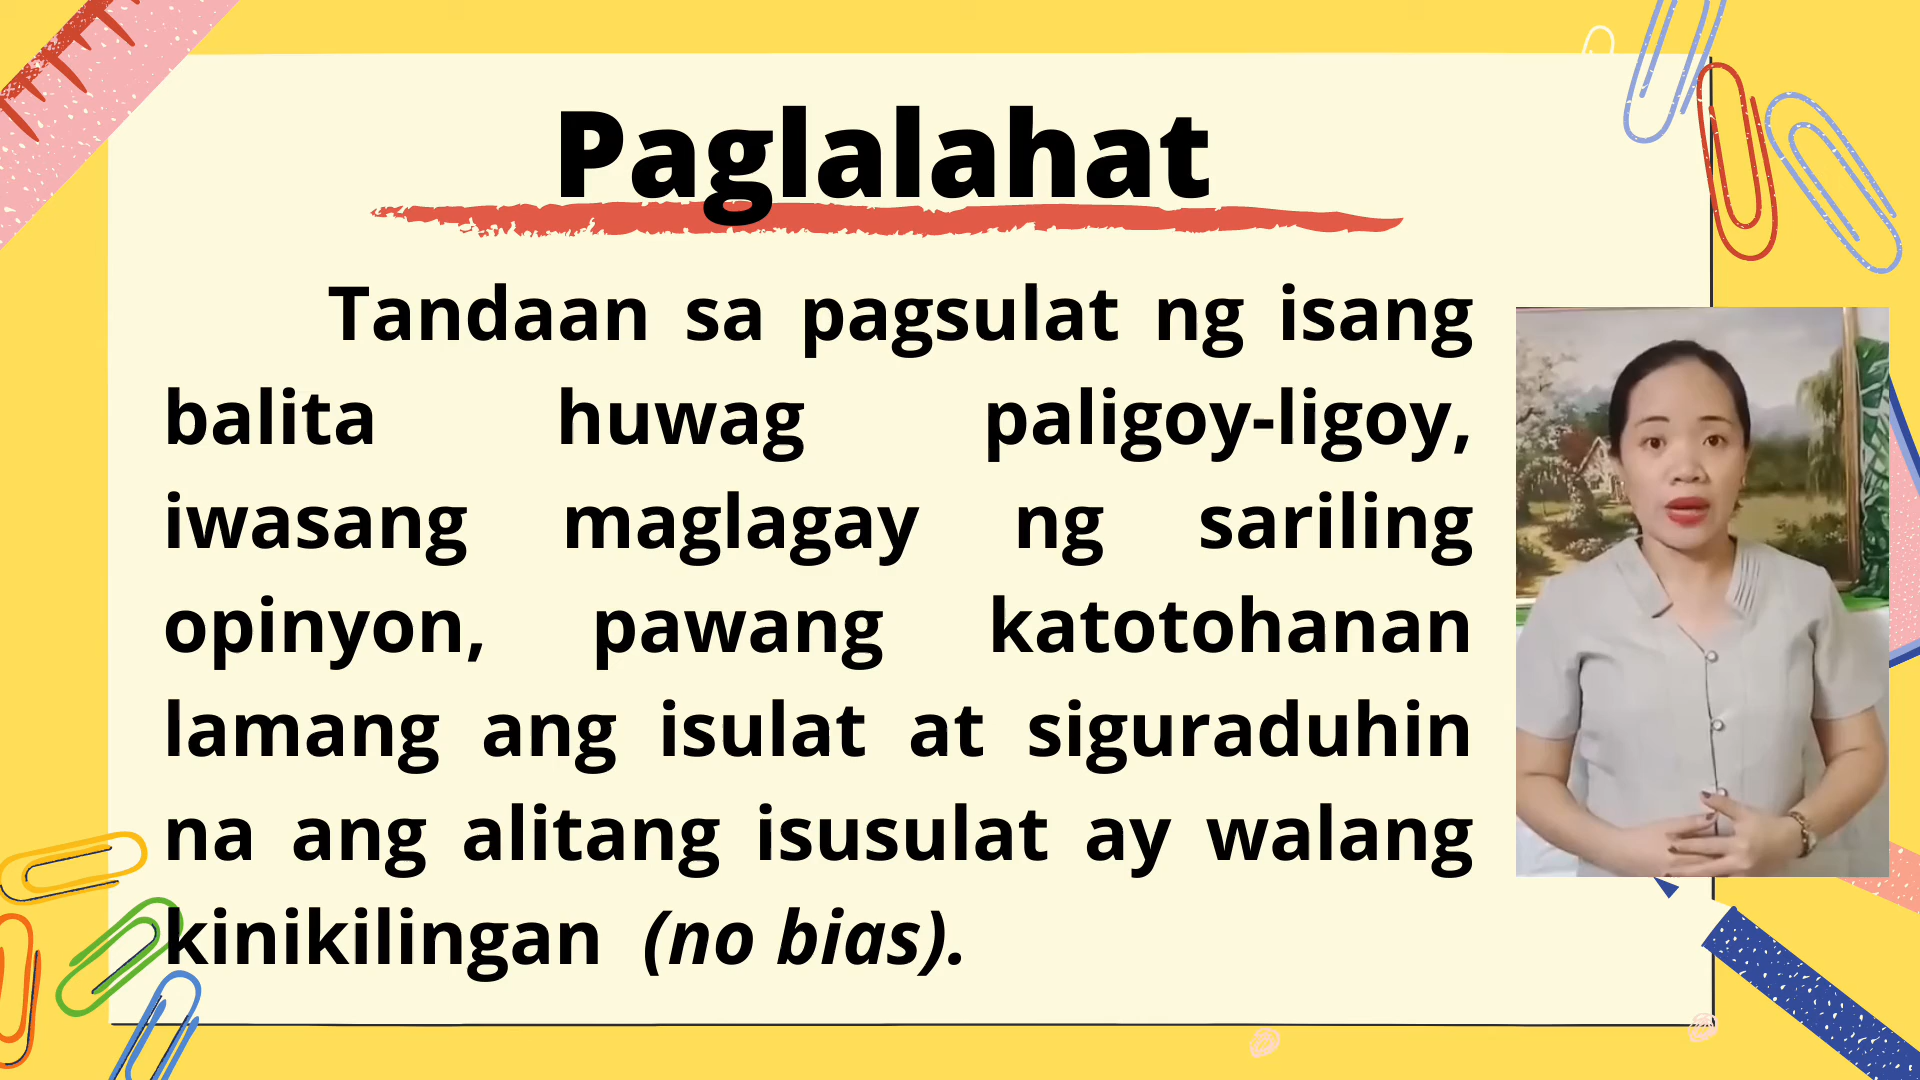 Paglalahat
Tandaan sa pagsulat ng isang
balita huwag paligoy-ligoy,
iwasang maglagay ng sariling
opinyon, pawang katotohanan
lamang ang isulat at siguraduhin
na ang alitang isusulat ay walang
kinikilingan (no bias).